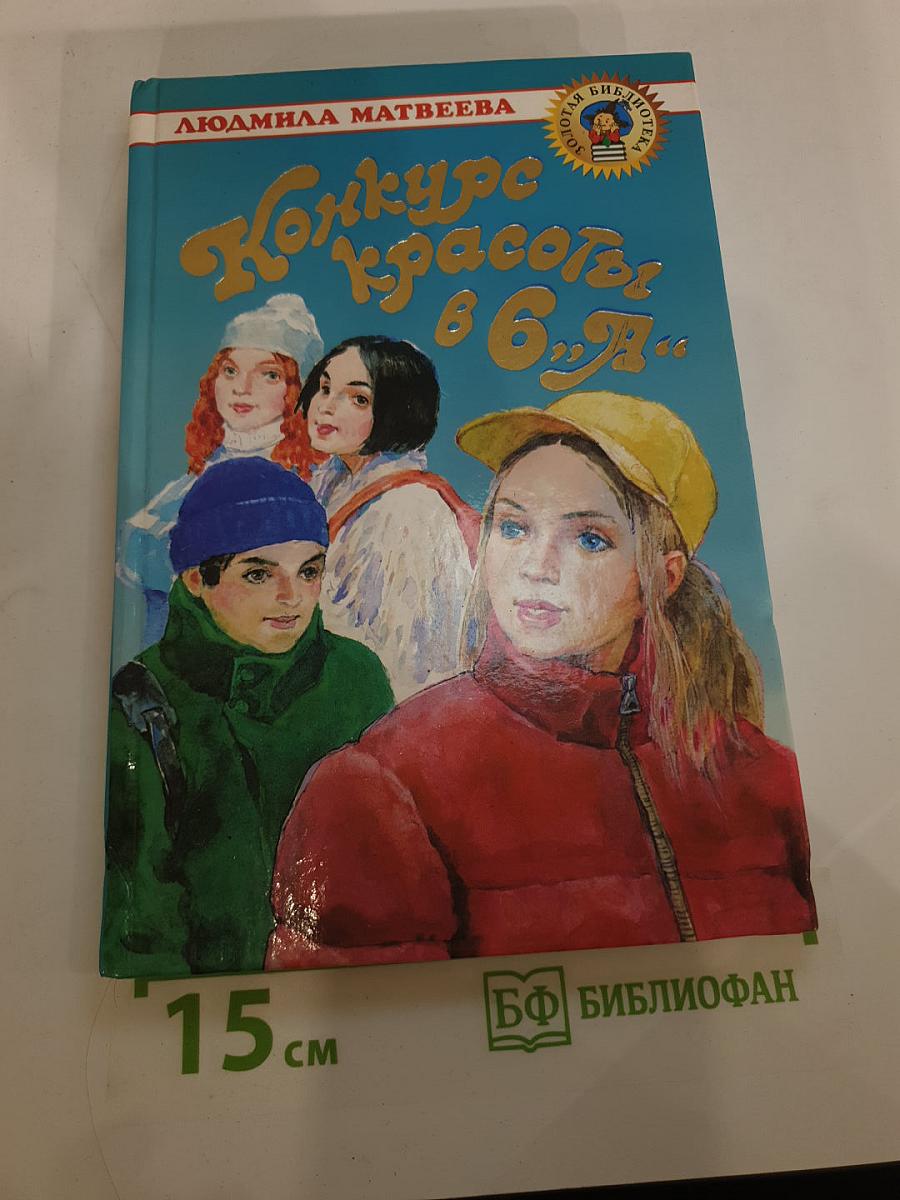 ЛЮДМИЛА МАТВЕЕВА
ЗОЛОТАЯ БИБЛИОТЕКА
Конкурс
красоты
в 6 „А“
15 см
БФ БИБЛИОФАН